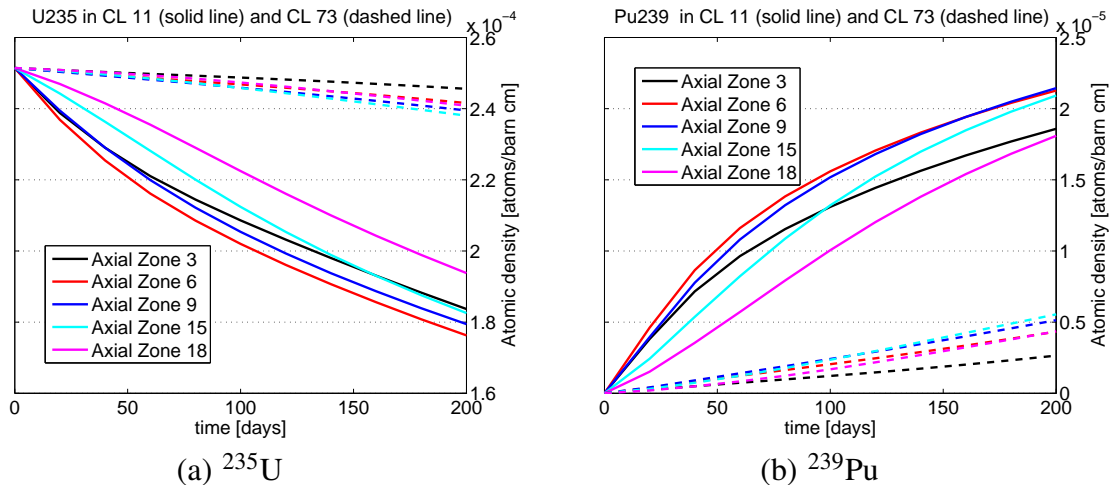 U235 in CL 11 (solid line) and CL 73 (dashed line)
x 10⁻⁴
2.6
2.4
2.2
2
1.8
1.6
Atomic density [atoms/barn cm]
Axial Zone 3
Axial Zone 6
Axial Zone 9
Axial Zone 15
Axial Zone 18
0 50 100 150 200
time [days]
(a) ²³⁵U
Pu239 in CL 11 (solid line) and CL 73 (dashed line)
x 10⁻⁵
2.5
2
1.5
1
0.5
0
Atomic density [atoms/barn cm]
Axial Zone 3
Axial Zone 6
Axial Zone 9
Axial Zone 15
Axial Zone 18
0 50 100 150 200
time [days]
(b) ²³⁹Pu